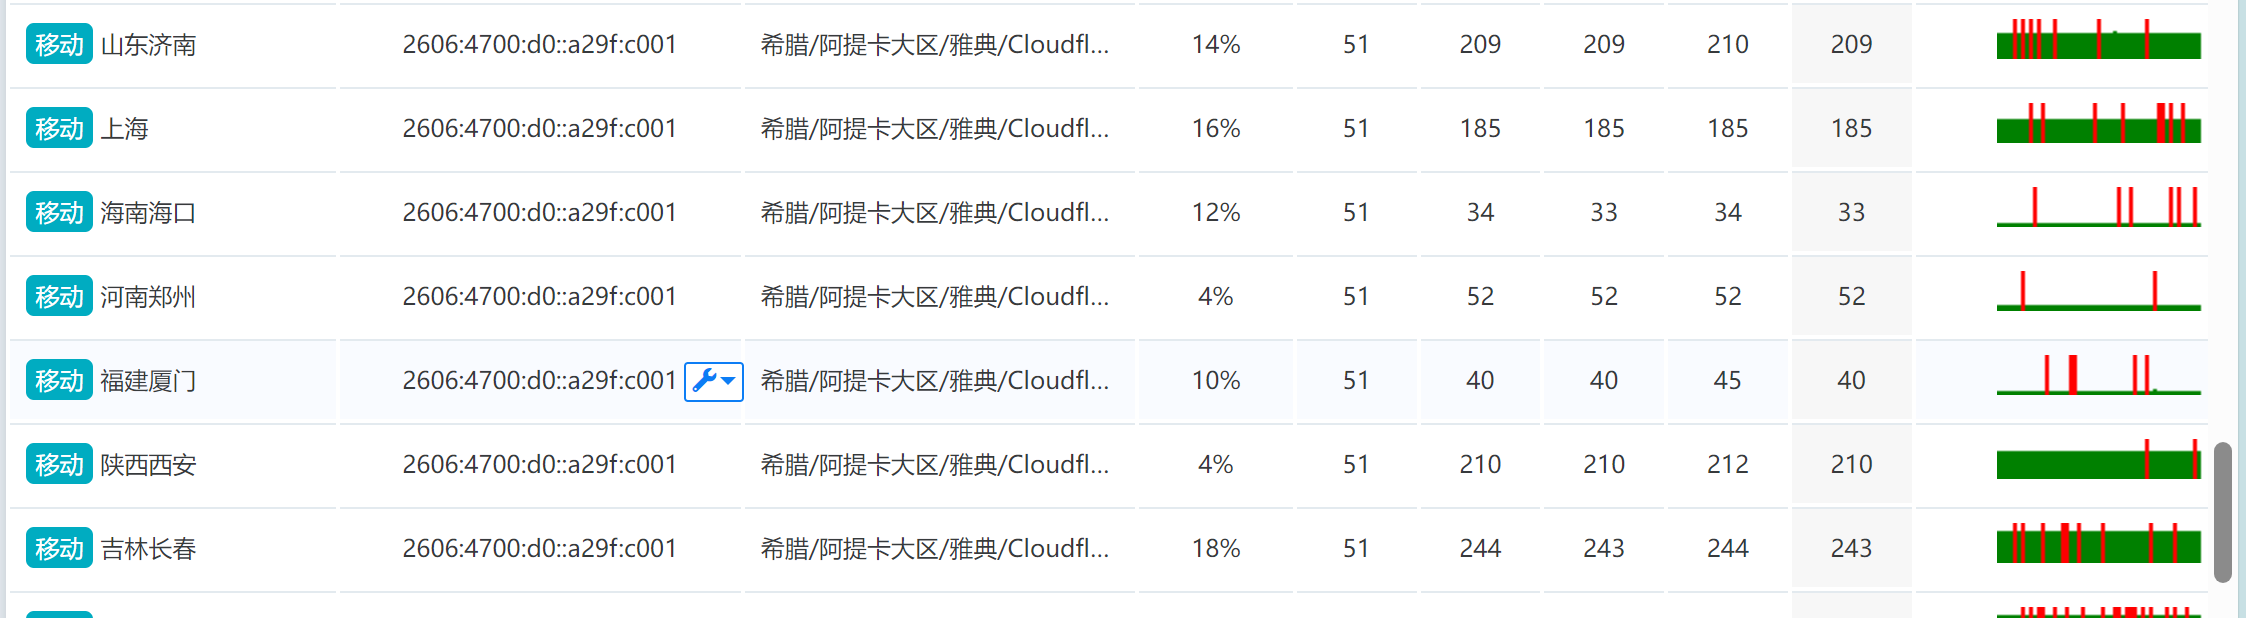 移动 山东济南 2606:4700:d0::a29f:c001 希腊/阿提卡大区/雅典/Cloudfl... 14% 51 209 209 210 209
移动 上海 2606:4700:d0::a29f:c001 希腊/阿提卡大区/雅典/Cloudfl... 16% 51 185 185 185 185
移动 海南海口 2606:4700:d0::a29f:c001 希腊/阿提卡大区/雅典/Cloudfl... 12% 51 34 33 34 33
移动 河南郑州 2606:4700:d0::a29f:c001 希腊/阿提卡大区/雅典/Cloudfl... 4% 51 52 52 52 52
移动 福建厦门 2606:4700:d0::a29f:c001 希腊/阿提卡大区/雅典/Cloudfl... 10% 51 40 40 45 40
移动 陕西西安 2606:4700:d0::a29f:c001 希腊/阿提卡大区/雅典/Cloudfl... 4% 51 210 210 212 210
移动 吉林长春 2606:4700:d0::a29f:c001 希腊/阿提卡大区/雅典/Cloudfl... 18% 51 244 243 244 243